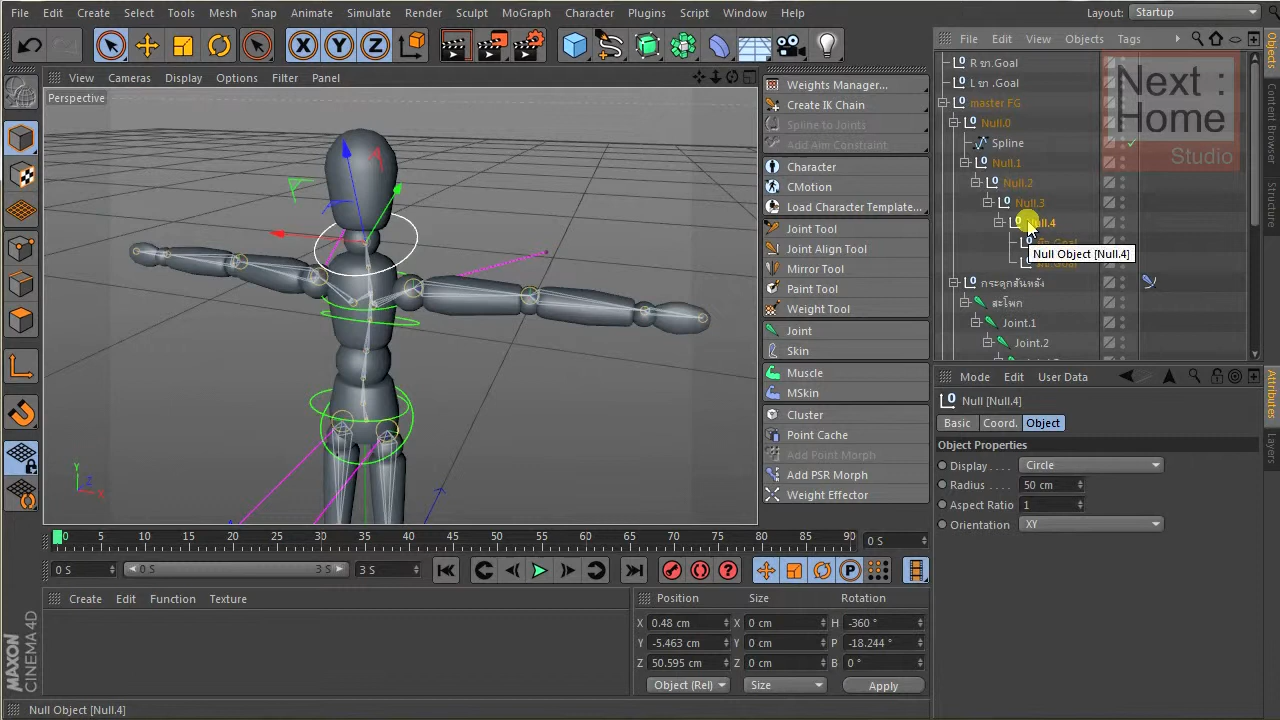 File Edit Create Select Tools Mesh Snap Animate Simulate Render Sculpt MoGraph Character Plugins Script Window Help Layout: Startup
X Y Z
File Edit View Objects Tags
View Cameras Display Options Filter Panel
Perspective
Weights Manager...
Create IK Chain
Spline to Joints
Add Aim Constraint
Character
CMotion
Load Character Template...
Joint Tool
Joint Align Tool
Mirror Tool
Paint Tool
Weight Tool
Joint
Skin
Muscle
MSkin
Cluster
Point Cache
Add Point Morph
Add PSR Morph
Weight Effector
R ขา.Goal
L ขา .Goal
master FG
Null.0
Spline
Null.1
Null.2
Null.3
Null.4
Null Object [Null.4]
กระดูกสันหลัง
สะโพก
Joint.1
Joint.2
Next :
Home
Studio
Objects
Content Browser
Structure
Mode Edit User Data
Null [Null.4]
Basic Coord. Object
Object Properties
Display . . . . Circle
Radius . . . 50 cm
Aspect Ratio 1
Orientation . . XY
Attributes
Layers
Y
Z
X
0 5 10 15 20 25 30 35 40 45 50 55 60 65 70 75 80 85 90 0 S
0 S 0 S 3 S 3 S
Create Edit Function Texture
Position Size Rotation
X 0.48 cm X 0 cm H -360 °
Y -5.463 cm Y 0 cm P -18.244 °
Z 50.595 cm Z 0 cm B 0 °
Object (Rel) Size Apply
MAXON
CINEMA 4D
Null Object [Null.4]